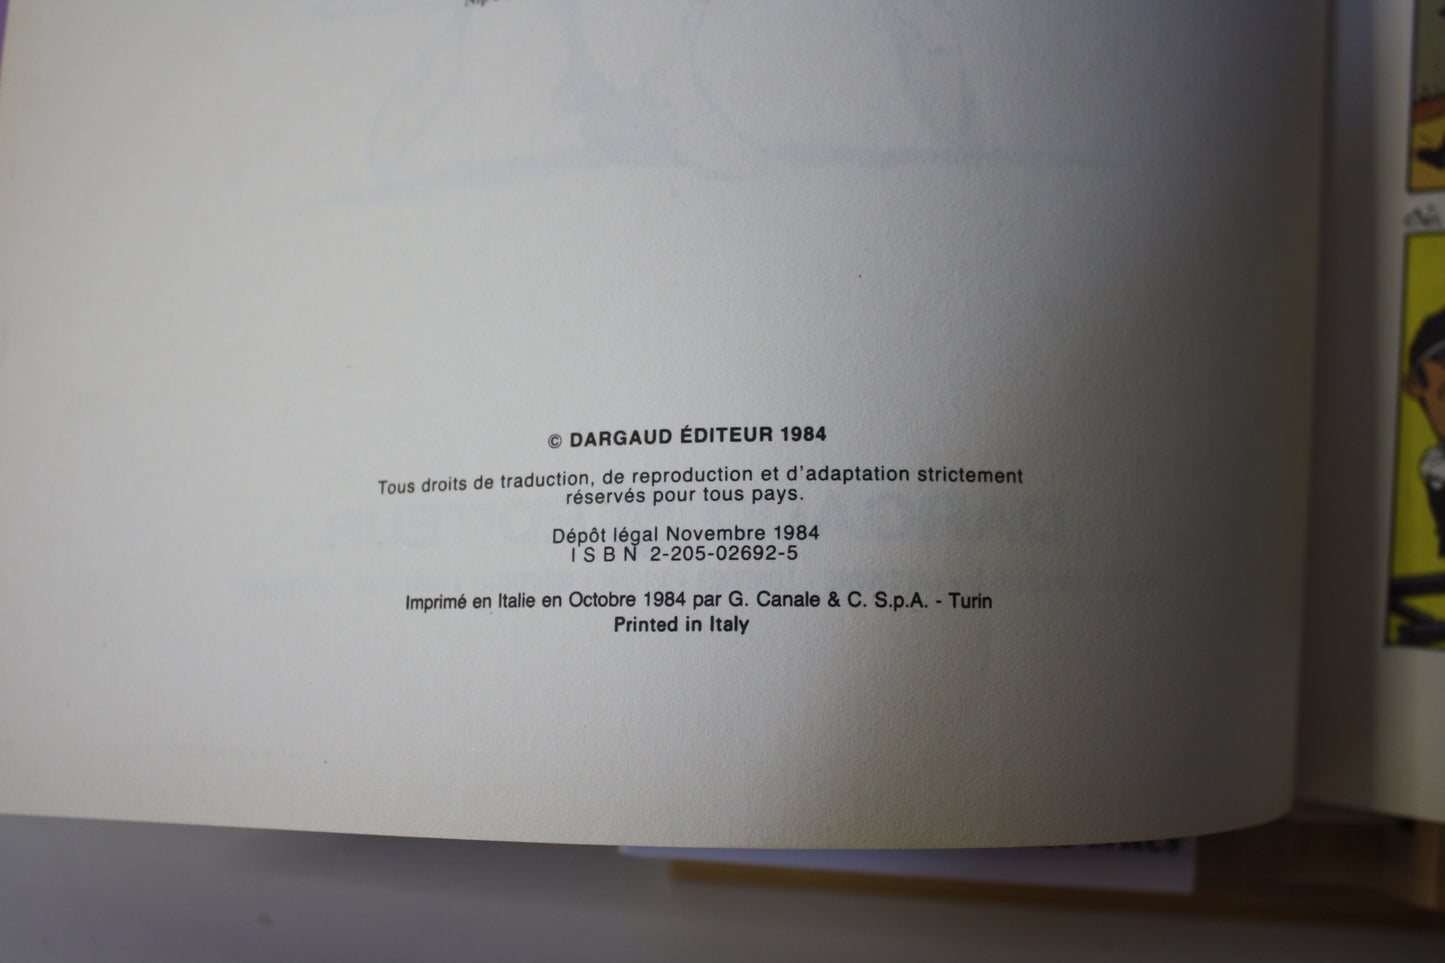 © DARGAUD ÉDITEUR 1984
Tous droits de traduction, de reproduction et d'adaptation strictement
réservés pour tous pays.
Dépôt légal Novembre 1984
ISBN 2-205-02692-5
Imprimé en Italie en Octobre 1984 par G. Canale & C. S.p.A. - Turin
Printed in Italy